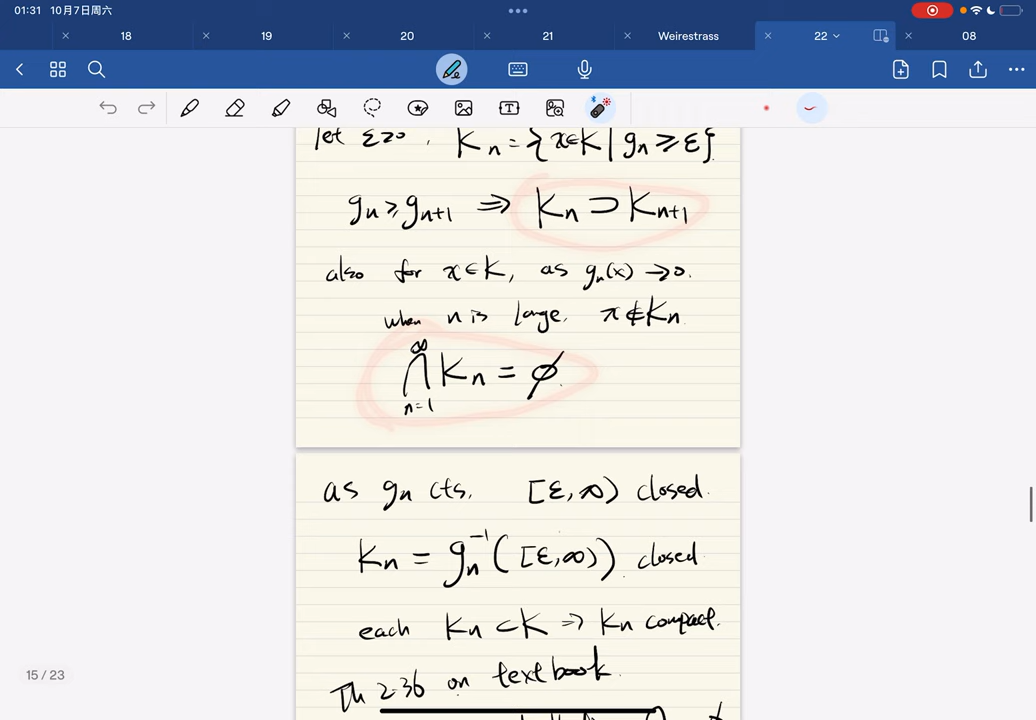 01:31 10月7日周六
18
19
20
21
Weirestrass
22
08
let ε>0, Kn = {x∈K | gn ⩾ ε}
gn ⩾ gn+1 ⇒ Kn ⊃ Kn+1
also for x∈K, as gn(x) → 0.
when n is large, x ∉ Kn
∞
⋂ Kn = ∅
n=1
as gn cts. [ε,∞) closed.
Kn = gn⁻¹([ε,∞)). closed
each Kn ⊂ K ⇒ Kn compact.
15 / 23
Th 2.36 on textbook.